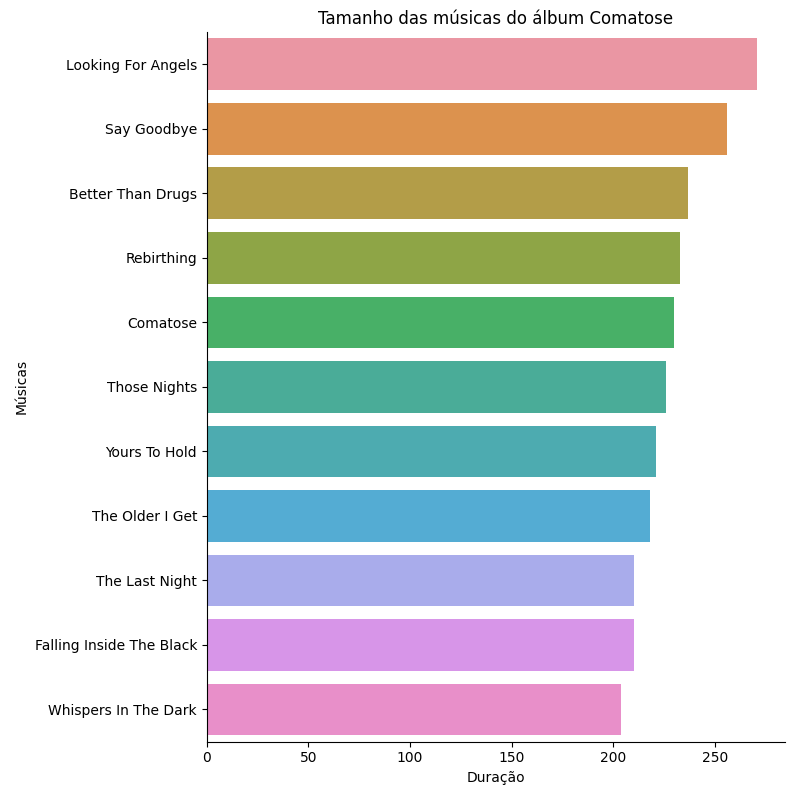 Tamanho das músicas do álbum Comatose
Looking For Angels
Say Goodbye
Better Than Drugs
Rebirthing
Comatose
Those Nights
Yours To Hold
The Older I Get
The Last Night
Falling Inside The Black
Whispers In The Dark
Músicas
0 50 100 150 200 250
Duração